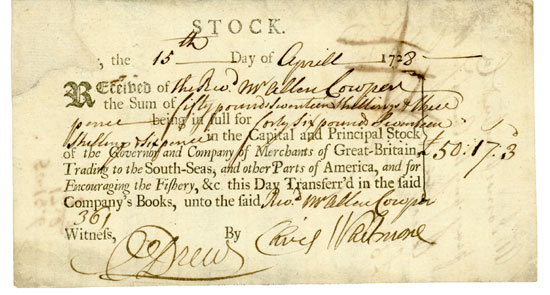 STOCK.
, the 15th Day of Aprill 1728
Received of the Revd. Mr Allen Cowper
the Sum of fifty pounds seventeen Shillings & three
pence being in full for forty six pounds Seventeen
Shillings & Six pence in the Capital and Principal Stock
of the Governor and Company of Merchants of Great-Britain, £50:17:3
Trading to the South-Seas, and other Parts of America, and for
Encouraging the Fishery, &c. this Day Transferr'd in the said
Company's Books, unto the said Revd. Mr Allen Cowper
361
Witness, By
Drew Whitmore